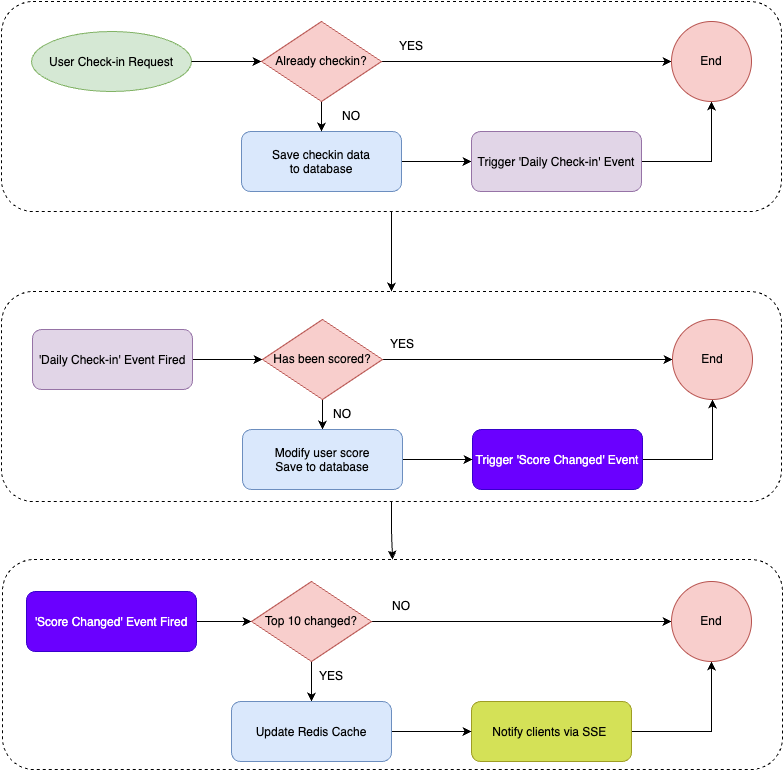 User Check-in Request
Already checkin?
YES
End
NO
Save checkin data
to database
Trigger 'Daily Check-in' Event
'Daily Check-in' Event Fired
Has been scored?
YES
End
NO
Modify user score
Save to database
Trigger 'Score Changed' Event
'Score Changed' Event Fired
Top 10 changed?
NO
End
YES
Update Redis Cache
Notify clients via SSE